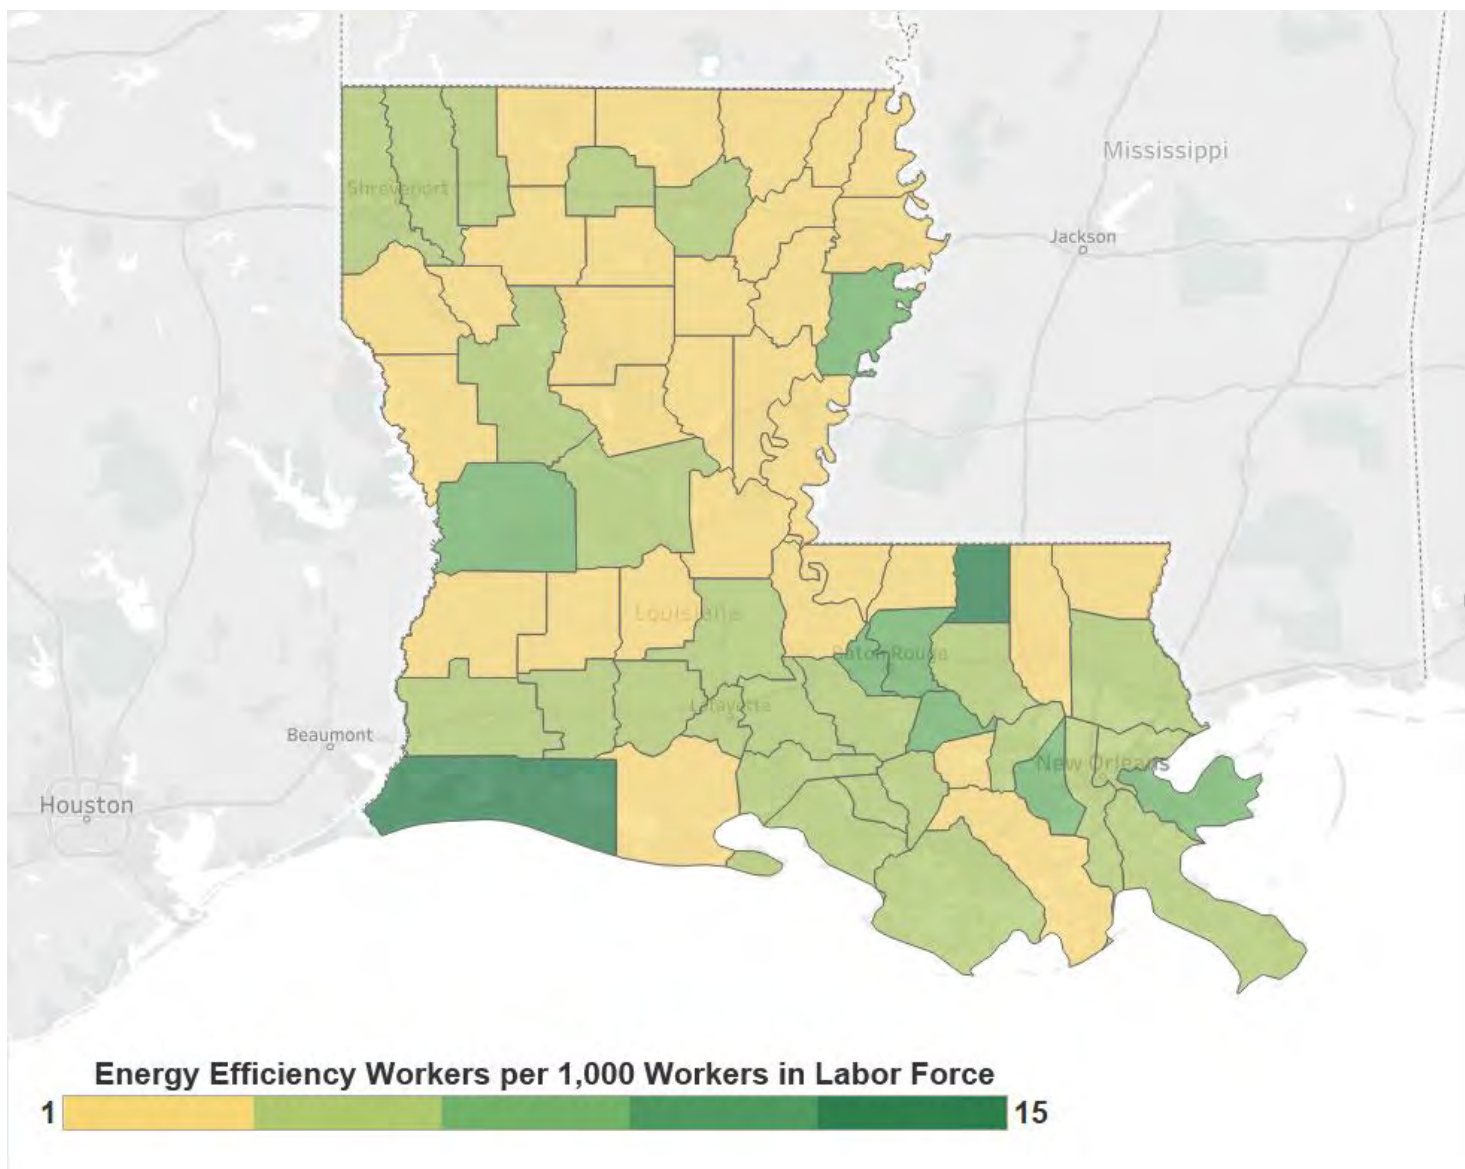 Mississippi
Shreveport
Jackson
Louisiana
Baton Rouge
Lafayette
Beaumont
New Orleans
Houston
Energy Efficiency Workers per 1,000 Workers in Labor Force
1
15